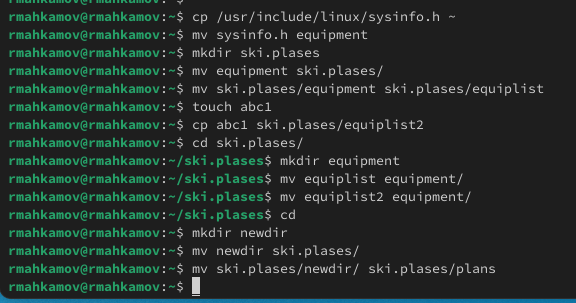 rmahkamov@rmahkamov:~$ cp /usr/include/linux/sysinfo.h ~
rmahkamov@rmahkamov:~$ mv sysinfo.h equipment
rmahkamov@rmahkamov:~$ mkdir ski.plases
rmahkamov@rmahkamov:~$ mv equipment ski.plases/
rmahkamov@rmahkamov:~$ mv ski.plases/equipment ski.plases/equiplist
rmahkamov@rmahkamov:~$ touch abc1
rmahkamov@rmahkamov:~$ cp abc1 ski.plases/equiplist2
rmahkamov@rmahkamov:~$ cd ski.plases/
rmahkamov@rmahkamov:~/ski.plases$ mkdir equipment
rmahkamov@rmahkamov:~/ski.plases$ mv equiplist equipment/
rmahkamov@rmahkamov:~/ski.plases$ mv equiplist2 equipment/
rmahkamov@rmahkamov:~/ski.plases$ cd
rmahkamov@rmahkamov:~$ mkdir newdir
rmahkamov@rmahkamov:~$ mv newdir ski.plases/
rmahkamov@rmahkamov:~$ mv ski.plases/newdir/ ski.plases/plans
rmahkamov@rmahkamov:~$